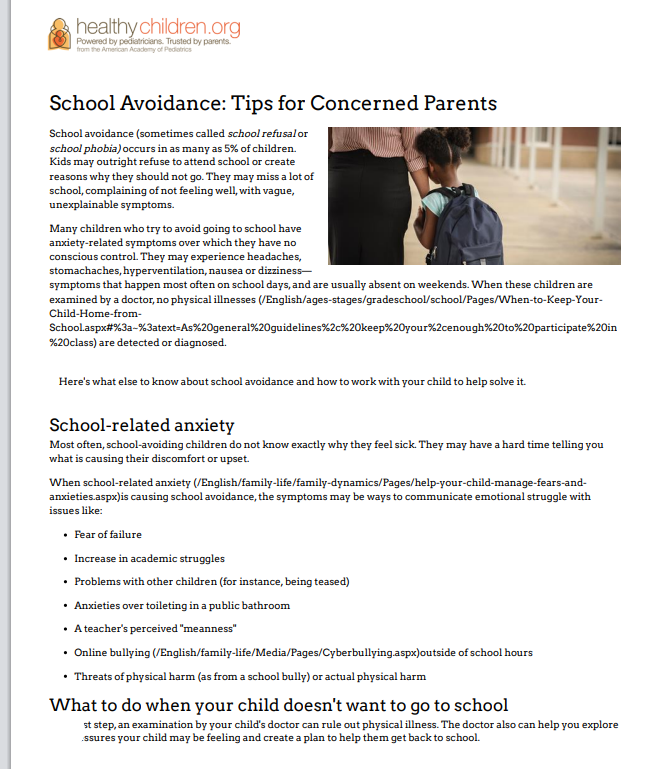 healthychildren.org
Powered by pediatricians. Trusted by parents.
from the American Academy of Pediatrics
School Avoidance: Tips for Concerned Parents
School avoidance (sometimes called school refusal or
school phobia) occurs in as many as 5% of children.
Kids may outright refuse to attend school or create
reasons why they should not go. They may miss a lot of
school, complaining of not feeling well, with vague,
unexplainable symptoms.
Many children who try to avoid going to school have
anxiety-related symptoms over which they have no
conscious control. They may experience headaches,
stomachaches, hyperventilation, nausea or dizziness—
symptoms that happen most often on school days, and are usually absent on weekends. When these children are
examined by a doctor, no physical illnesses (/English/ages-stages/gradeschool/school/Pages/When-to-Keep-Your-
Child-Home-from-
School.aspx#%3a~%3atext=As%20general%20guidelines%2c%20keep%20your%2cenough%20to%20participate%20in
%20class) are detected or diagnosed.
Here's what else to know about school avoidance and how to work with your child to help solve it.
School-related anxiety
Most often, school-avoiding children do not know exactly why they feel sick. They may have a hard time telling you
what is causing their discomfort or upset.
When school-related anxiety (/English/family-life/family-dynamics/Pages/help-your-child-manage-fears-and-
anxieties.aspx)is causing school avoidance, the symptoms may be ways to communicate emotional struggle with
issues like:
• Fear of failure
• Increase in academic struggles
• Problems with other children (for instance, being teased)
• Anxieties over toileting in a public bathroom
• A teacher's perceived "meanness"
• Online bullying (/English/family-life/Media/Pages/Cyberbullying.aspx)outside of school hours
• Threats of physical harm (as from a school bully) or actual physical harm
What to do when your child doesn't want to go to school
st step, an examination by your child's doctor can rule out physical illness. The doctor also can help you explore
ssures your child may be feeling and create a plan to help them get back to school.